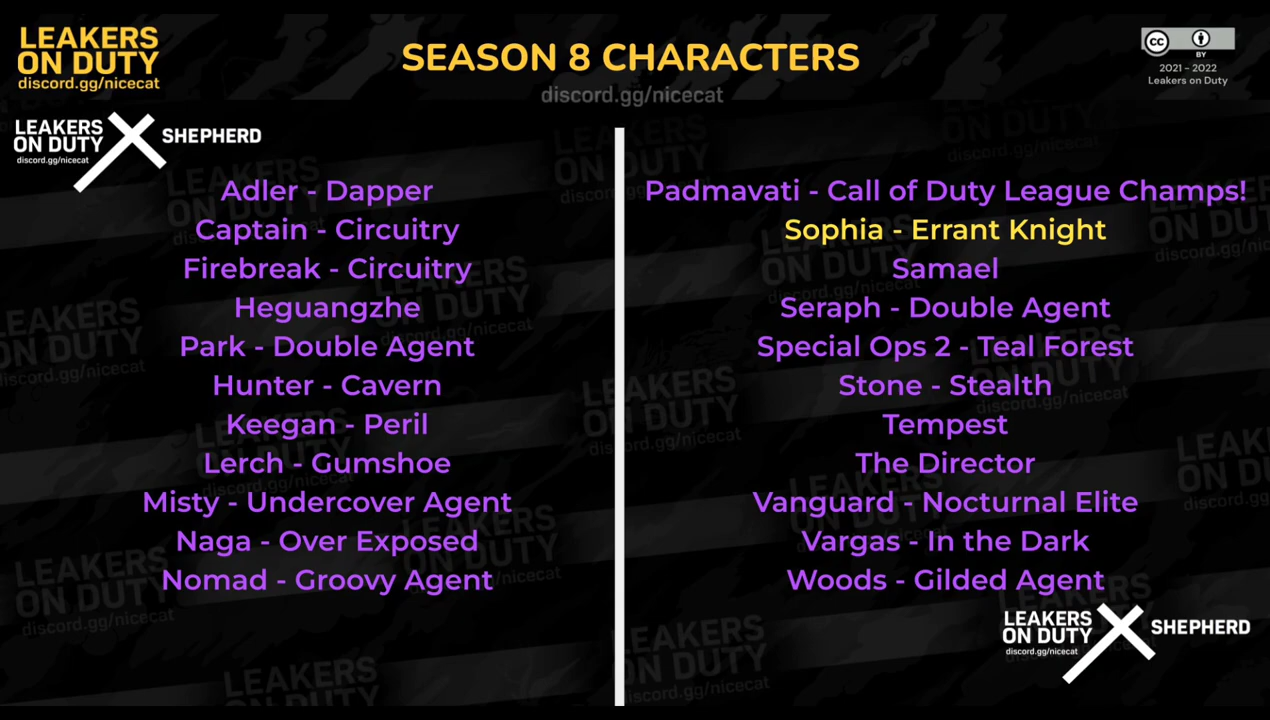 LEAKERS
ON DUTY
discord.gg/nicecat
SEASON 8 CHARACTERS
discord.gg/nicecat
cc
BY
2021 - 2022
Leakers on Duty
LEAKERS
ON DUTY
discord.gg/nicecat
SHEPHERD
Adler - Dapper
Captain - Circuitry
Firebreak - Circuitry
Heguangzhe
Park - Double Agent
Hunter - Cavern
Keegan - Peril
Lerch - Gumshoe
Misty - Undercover Agent
Naga - Over Exposed
Nomad - Groovy Agent
Padmavati - Call of Duty League Champs!
Sophia - Errant Knight
Samael
Seraph - Double Agent
Special Ops 2 - Teal Forest
Stone - Stealth
Tempest
The Director
Vanguard - Nocturnal Elite
Vargas - In the Dark
Woods - Gilded Agent
LEAKERS
ON DUTY
discord.gg/nicecat
SHEPHERD